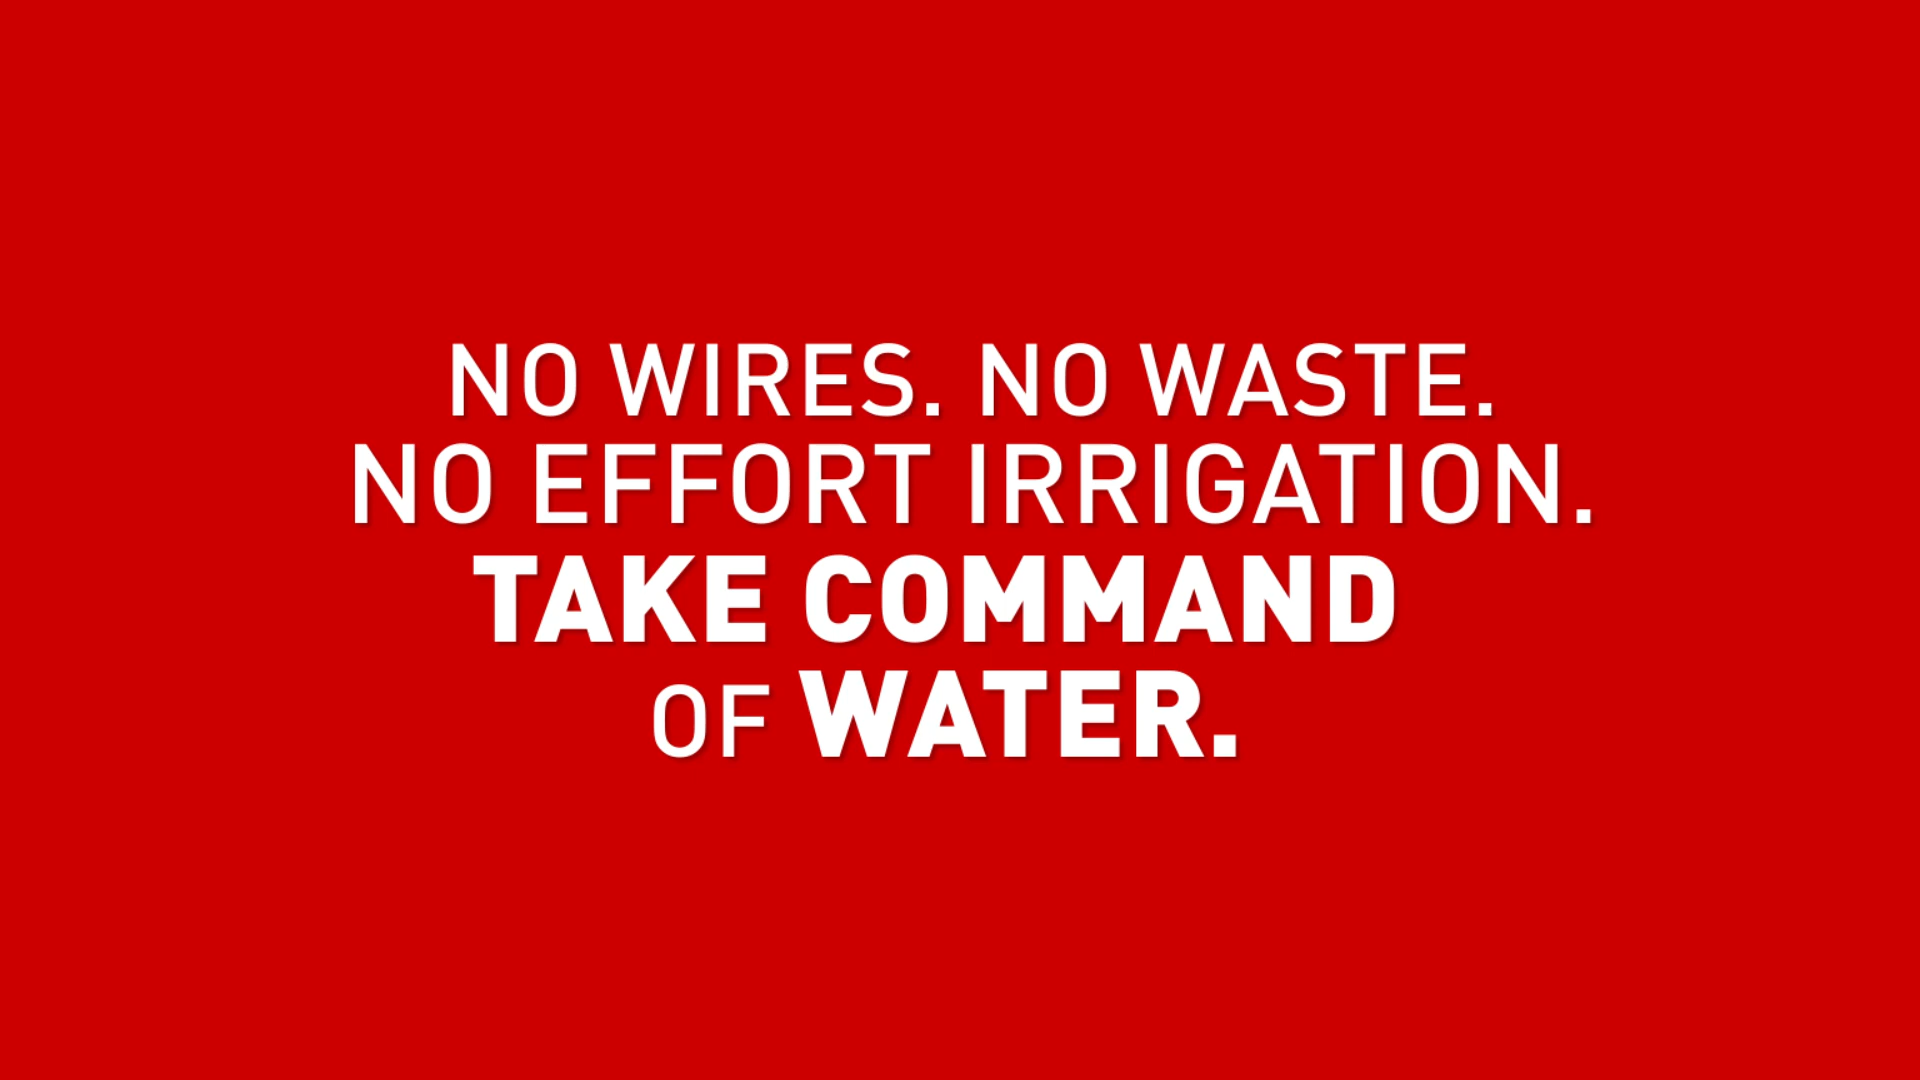 NO WIRES. NO WASTE.
NO EFFORT IRRIGATION.
TAKE COMMAND
OF WATER.